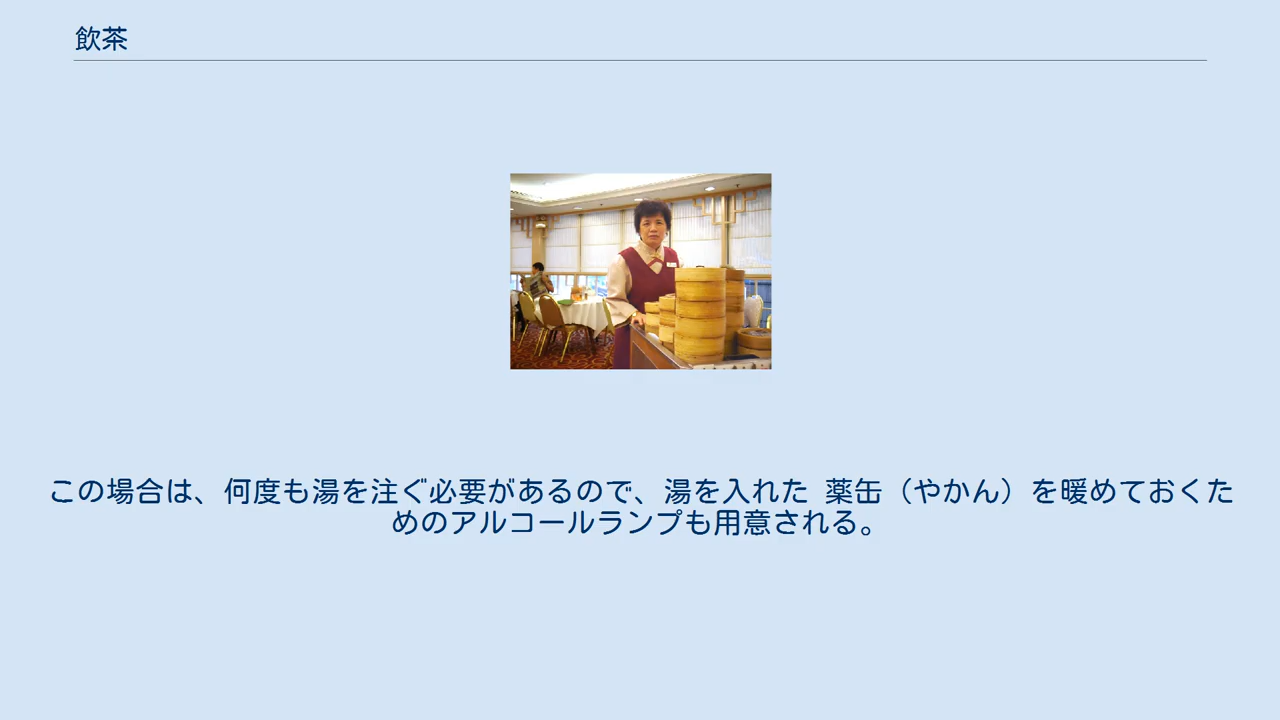 飲茶
この場合は、何度も湯を注ぐ必要があるので、湯を入れた 薬缶（やかん）を暖めておくた
めのアルコールランプも用意される。